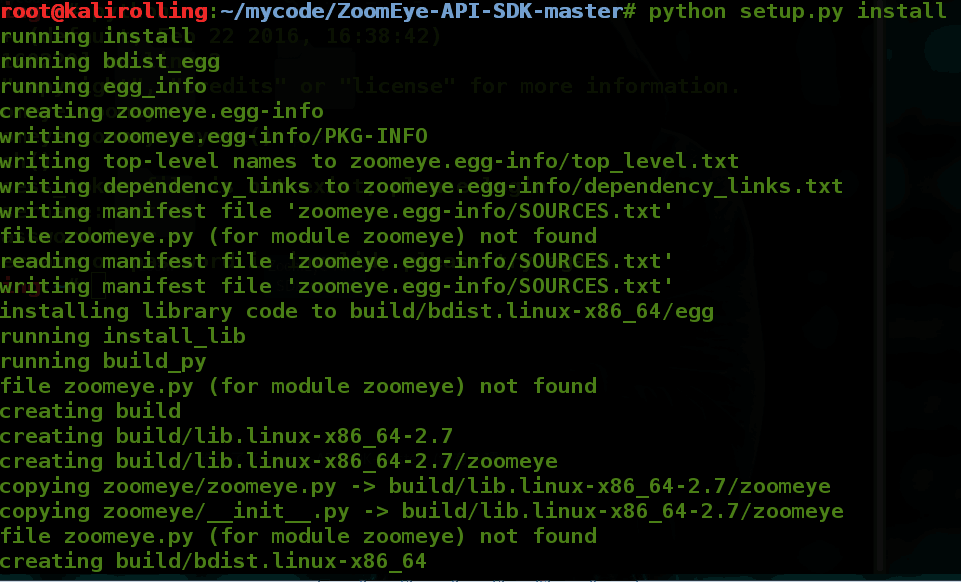 root@kalirolling:~/mycode/ZoomEye-API-SDK-master# python setup.py install
running install
running bdist_egg
running egg_info
creating zoomeye.egg-info
writing zoomeye.egg-info/PKG-INFO
writing top-level names to zoomeye.egg-info/top_level.txt
writing dependency_links to zoomeye.egg-info/dependency_links.txt
writing manifest file 'zoomeye.egg-info/SOURCES.txt'
file zoomeye.py (for module zoomeye) not found
reading manifest file 'zoomeye.egg-info/SOURCES.txt'
writing manifest file 'zoomeye.egg-info/SOURCES.txt'
installing library code to build/bdist.linux-x86_64/egg
running install_lib
running build_py
file zoomeye.py (for module zoomeye) not found
creating build
creating build/lib.linux-x86_64-2.7
creating build/lib.linux-x86_64-2.7/zoomeye
copying zoomeye/zoomeye.py -> build/lib.linux-x86_64-2.7/zoomeye
copying zoomeye/__init__.py -> build/lib.linux-x86_64-2.7/zoomeye
file zoomeye.py (for module zoomeye) not found
creating build/bdist.linux-x86_64